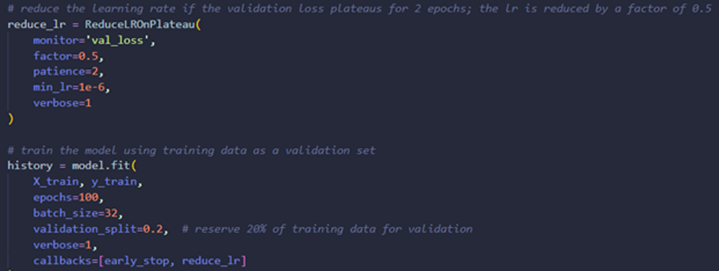 # reduce the learning rate if the validation loss plateaus for 2 epochs; the lr is reduced by a factor of 0.5
reduce_lr = ReduceLROnPlateau(
    monitor='val_loss',
    factor=0.5,
    patience=2,
    min_lr=1e-6,
    verbose=1
)

# train the model using training data as a validation set
history = model.fit(
    X_train, y_train,
    epochs=100,
    batch_size=32,
    validation_split=0.2,  # reserve 20% of training data for validation
    verbose=1,
    callbacks=[early_stop, reduce_lr]